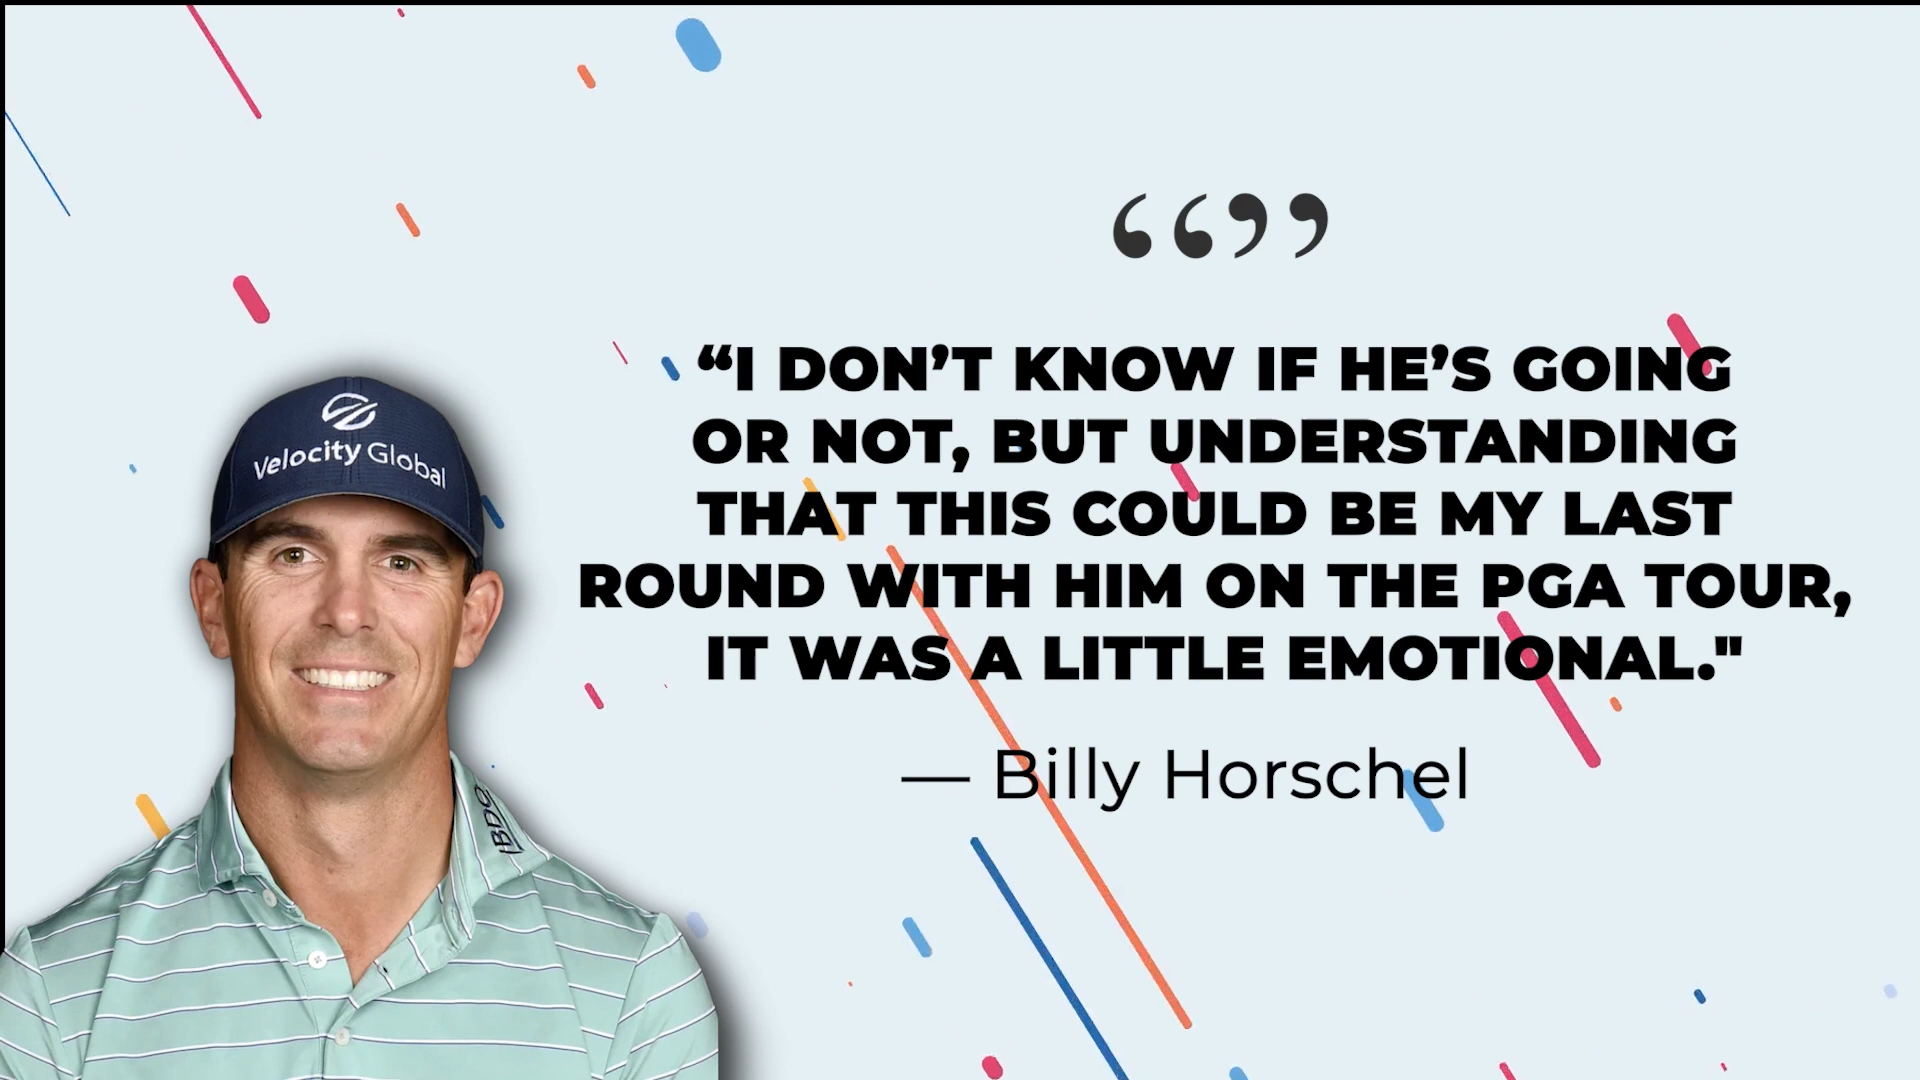 “”
“I DON’T KNOW IF HE’S GOING
OR NOT, BUT UNDERSTANDING
THAT THIS COULD BE MY LAST
ROUND WITH HIM ON THE PGA TOUR,
IT WAS A LITTLE EMOTIONAL."
— Billy Horschel
Velocity Global
BDO